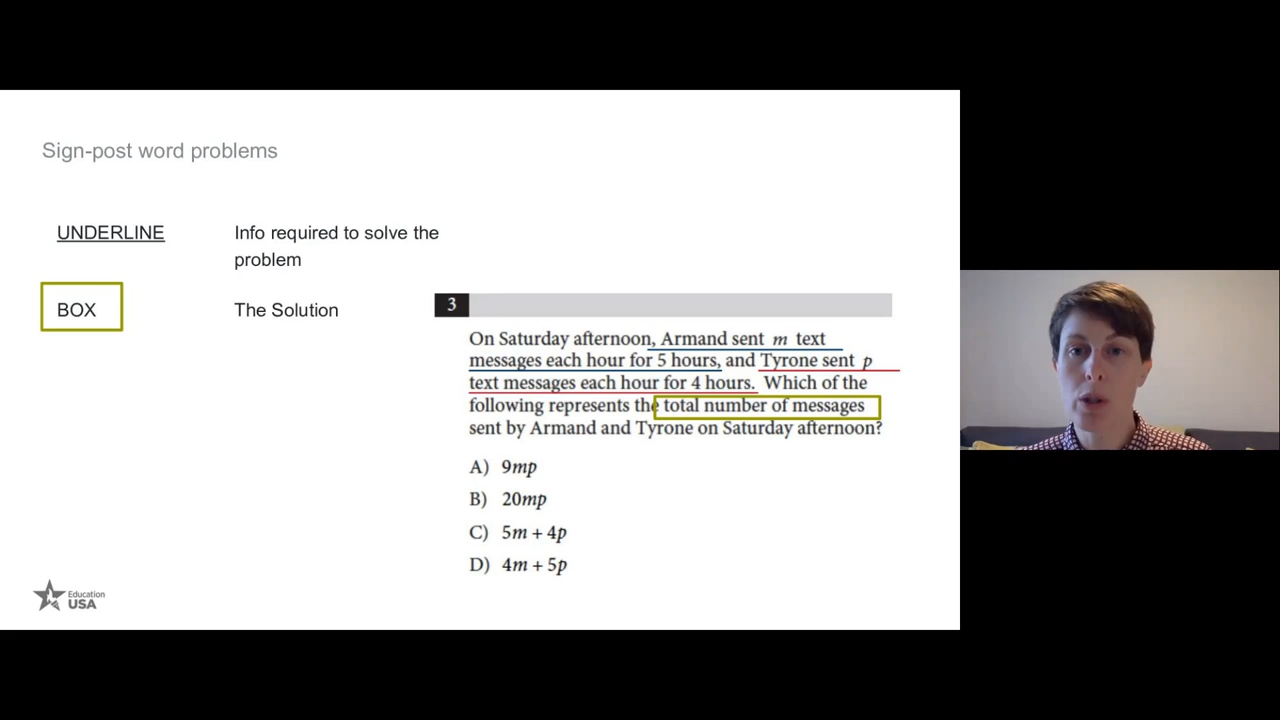 Sign-post word problems
UNDERLINE
Info required to solve the
problem
BOX
The Solution
3
On Saturday afternoon, Armand sent m text
messages each hour for 5 hours, and Tyrone sent p
text messages each hour for 4 hours. Which of the
following represents the total number of messages
sent by Armand and Tyrone on Saturday afternoon?
A) 9mp
B) 20mp
C) 5m + 4p
D) 4m + 5p
Education
USA